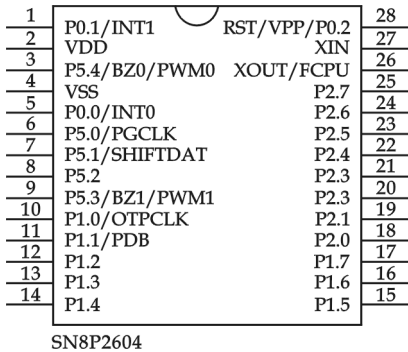 1 P0.1/INT1 RST/VPP/P0.2 28
2 VDD XIN 27
3 P5.4/BZ0/PWM0 XOUT/FCPU 26
4 VSS P2.7 25
5 P0.0/INT0 P2.6 24
6 P5.0/PGCLK P2.5 23
7 P5.1/SHIFTDAT P2.4 22
8 P5.2 P2.3 21
9 P5.3/BZ1/PWM1 P2.3 20
10 P1.0/OTPCLK P2.1 19
11 P1.1/PDB P2.0 18
12 P1.2 P1.7 17
13 P1.3 P1.6 16
14 P1.4 P1.5 15
SN8P2604